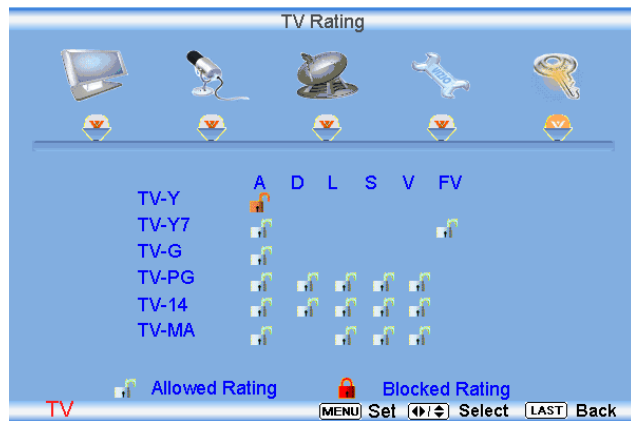 TV Rating
A D L S V FV
TV-Y
TV-Y7
TV-G
TV-PG
TV-14
TV-MA
Allowed Rating Blocked Rating
TV MENU Set Select LAST Back